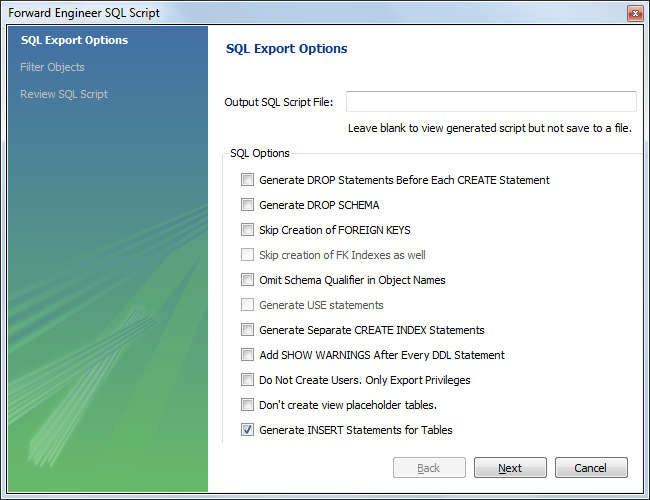 Forward Engineer SQL Script
SQL Export Options
Filter Objects
Review SQL Script
SQL Export Options
Output SQL Script File:
Leave blank to view generated script but not save to a file.
SQL Options
Generate DROP Statements Before Each CREATE Statement
Generate DROP SCHEMA
Skip Creation of FOREIGN KEYS
Skip creation of FK Indexes as well
Omit Schema Qualifier in Object Names
Generate USE statements
Generate Separate CREATE INDEX Statements
Add SHOW WARNINGS After Every DDL Statement
Do Not Create Users. Only Export Privileges
Don't create view placeholder tables.
Generate INSERT Statements for Tables
Back Next Cancel